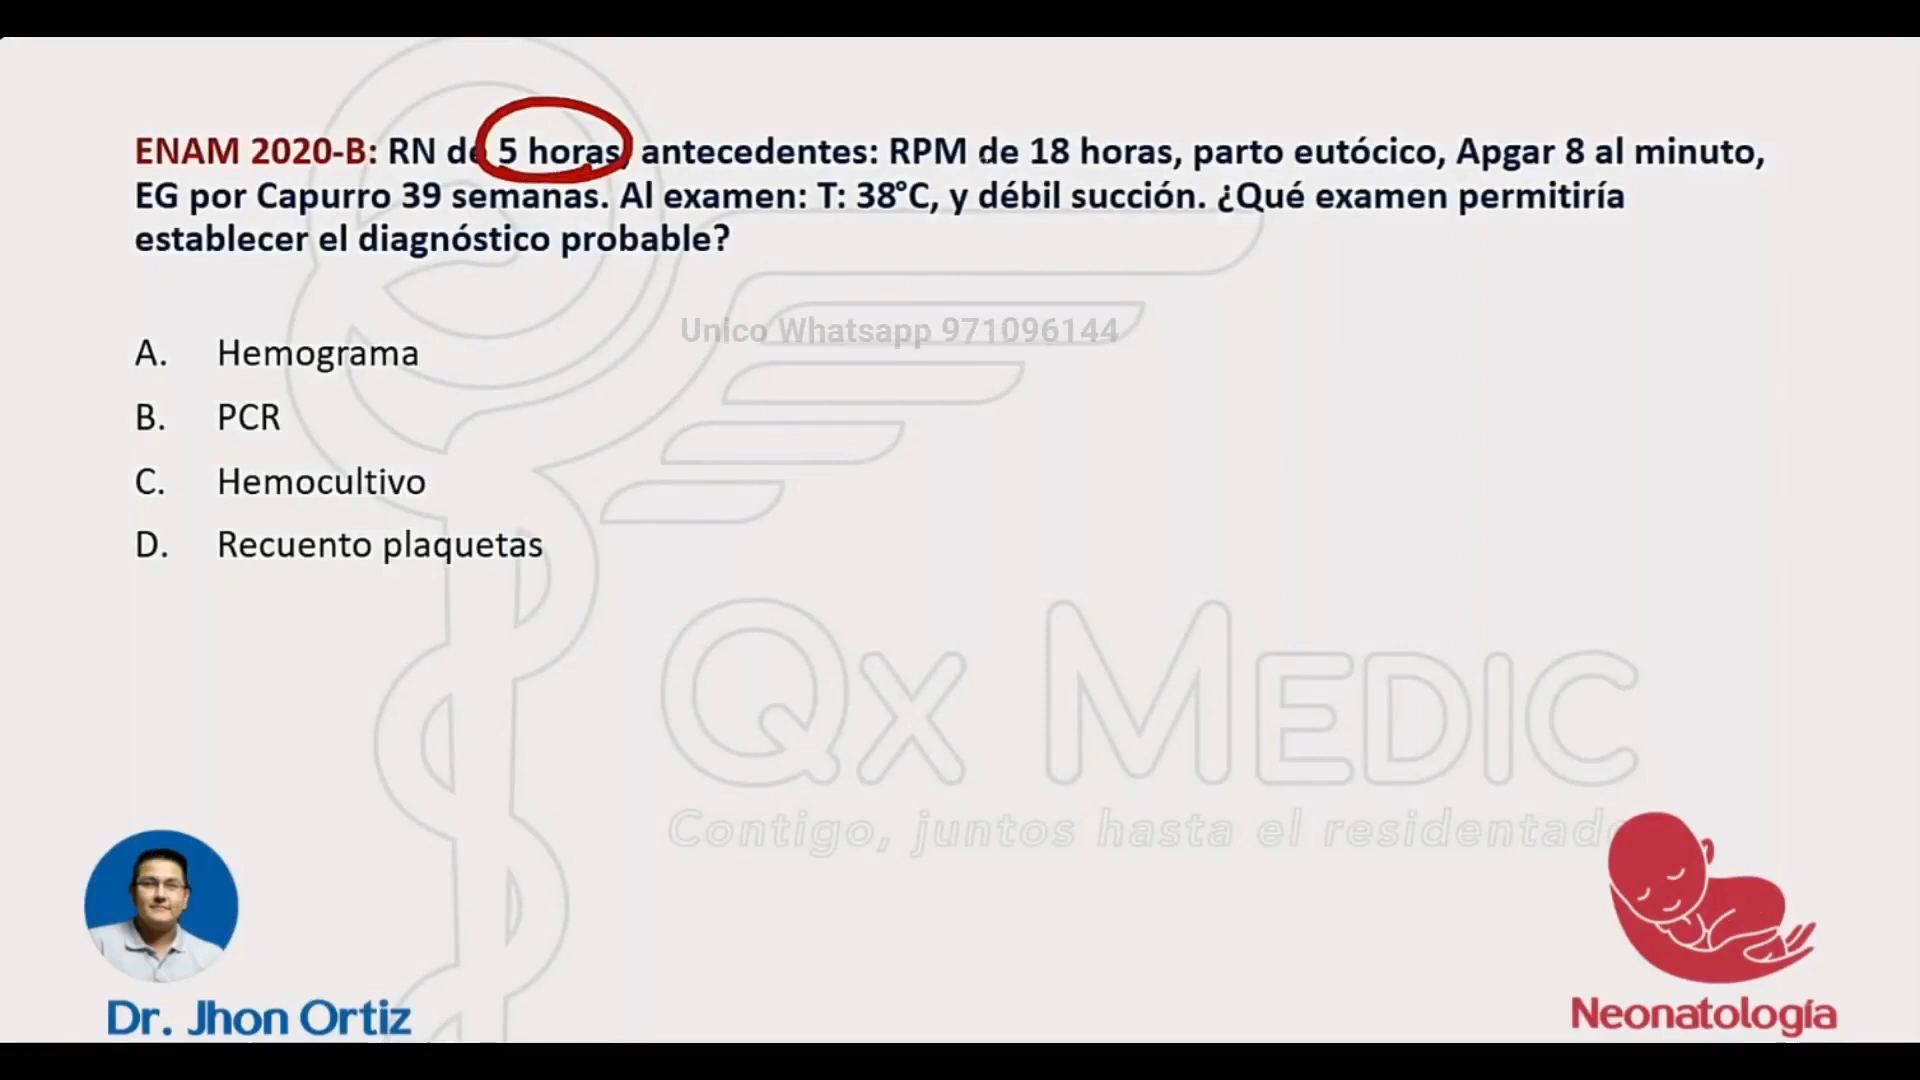 ENAM 2020-B: RN de 5 horas, antecedentes: RPM de 18 horas, parto eutócico, Apgar 8 al minuto,
EG por Capurro 39 semanas. Al examen: T: 38°C, y débil succión. ¿Qué examen permitiría
establecer el diagnóstico probable?
Unico Whatsapp 971096144
A. Hemograma
B. PCR
C. Hemocultivo
D. Recuento plaquetas
Qx MEDIC
Contigo, juntos hasta el residentado
Dr. Jhon Ortiz
Neonatología